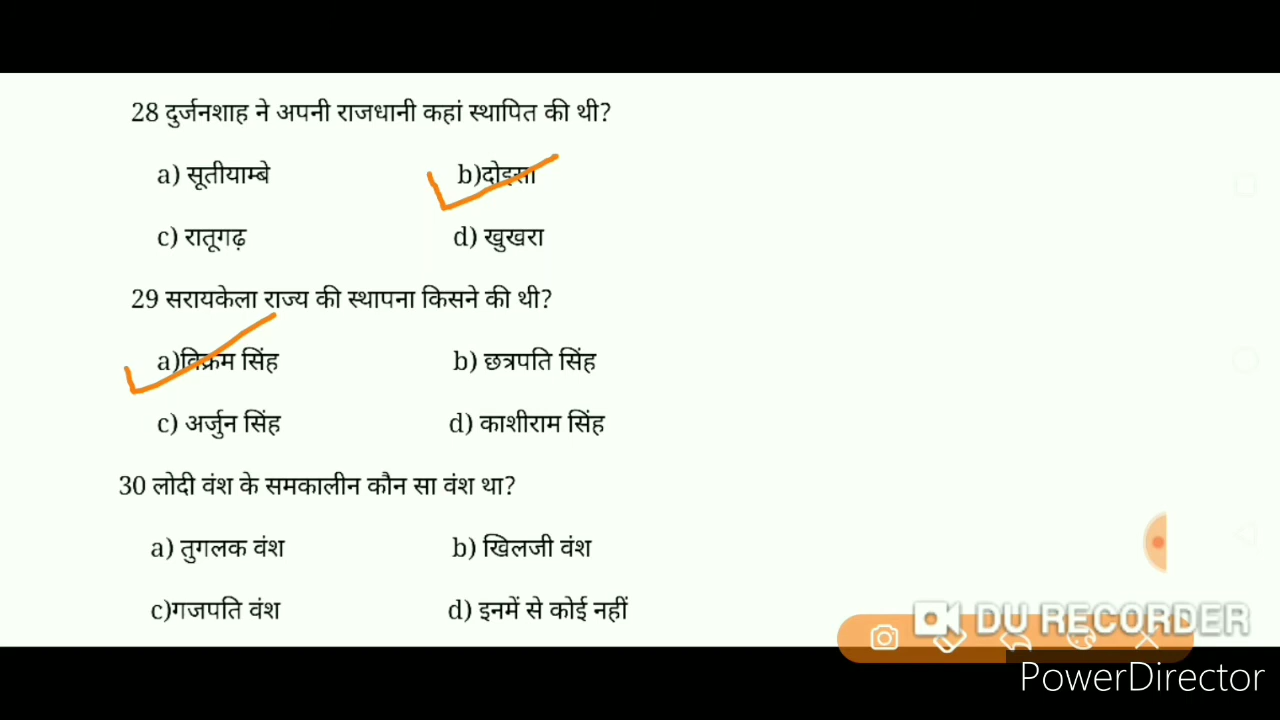 28 दुर्जनशाह ने अपनी राजधानी कहां स्थापित की थी?
a) सूतीयाम्बे b)दोइसा
c) रातूगढ़ d) खुखरा
29 सरायकेला राज्य की स्थापना किसने की थी?
a)विक्रम सिंह b) छत्रपति सिंह
c) अर्जुन सिंह d) काशीराम सिंह
30 लोदी वंश के समकालीन कौन सा वंश था?
a) तुगलक वंश b) खिलजी वंश
c)गजपति वंश d) इनमें से कोई नहीं
DU RECORDER
PowerDirector